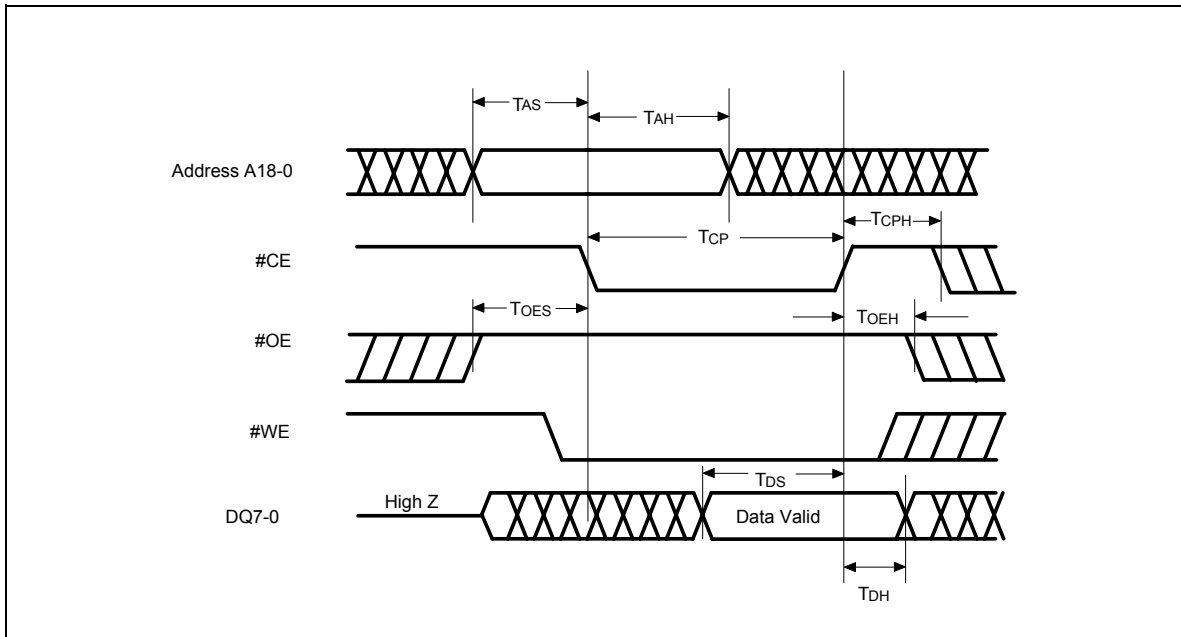 TAS
TAH
Address A18-0
TCPH
TCP
#CE
TOES
TOEH
#OE
#WE
TDS
High Z
Data Valid
DQ7-0
TDH